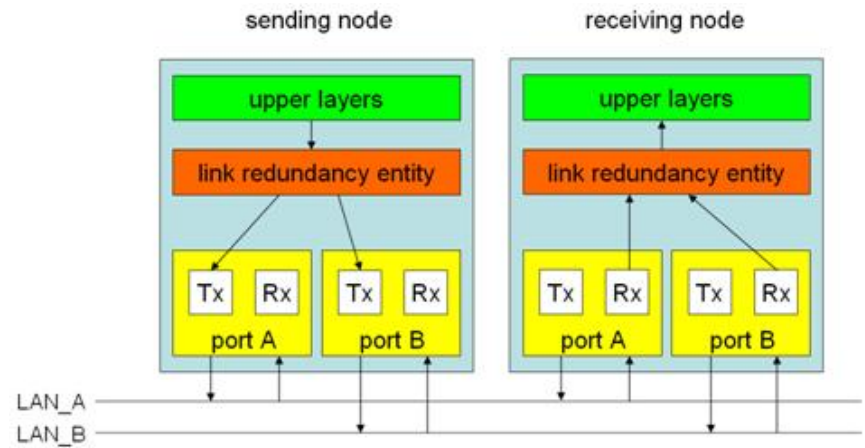 sending node
receiving node
upper layers
upper layers
link redundancy entity
link redundancy entity
Tx Rx Tx Rx
Tx Rx Tx Rx
port A port B
port A port B
LAN_A
LAN_B